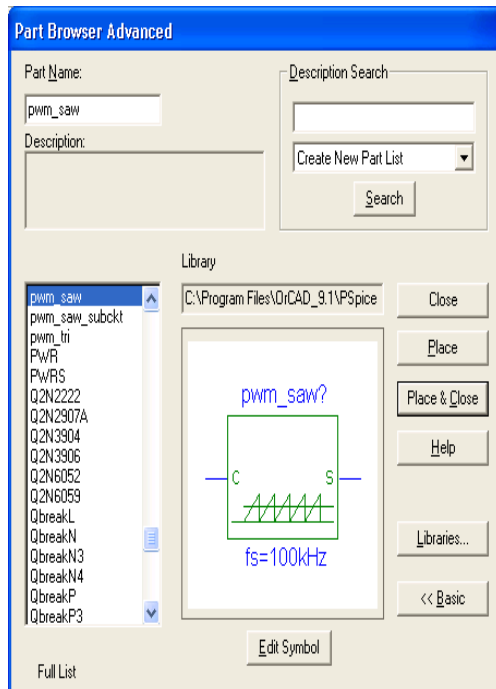 Part Browser Advanced
Part Name:
pwm_saw
Description:
Description Search
Create New Part List
Search
Library
C:\Program Files\OrCAD_9.1\PSpice
pwm_saw
pwm_saw_subckt
pwm_tri
PWR
PWRS
Q2N2222
Q2N2907A
Q2N3904
Q2N3906
Q2N6052
Q2N6059
QbreakL
QbreakN
QbreakN3
QbreakN4
QbreakP
QbreakP3
Full List
pwm_saw?
C S
fs=100kHz
Edit Symbol
Close
Place
Place & Close
Help
Libraries...
<< Basic